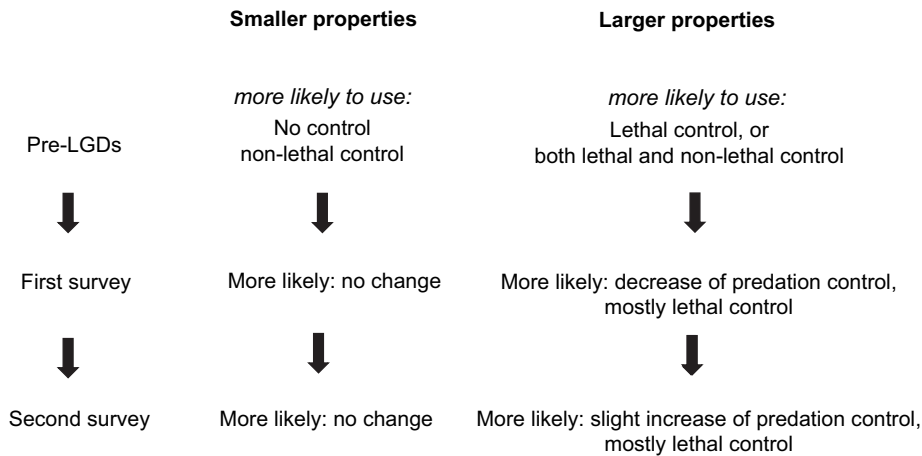 Smaller properties
Larger properties
more likely to use:
more likely to use:
Pre-LGDs
No control
non-lethal control
Lethal control, or
both lethal and non-lethal control
First survey
More likely: no change
More likely: decrease of predation control,
mostly lethal control
Second survey
More likely: no change
More likely: slight increase of predation control,
mostly lethal control